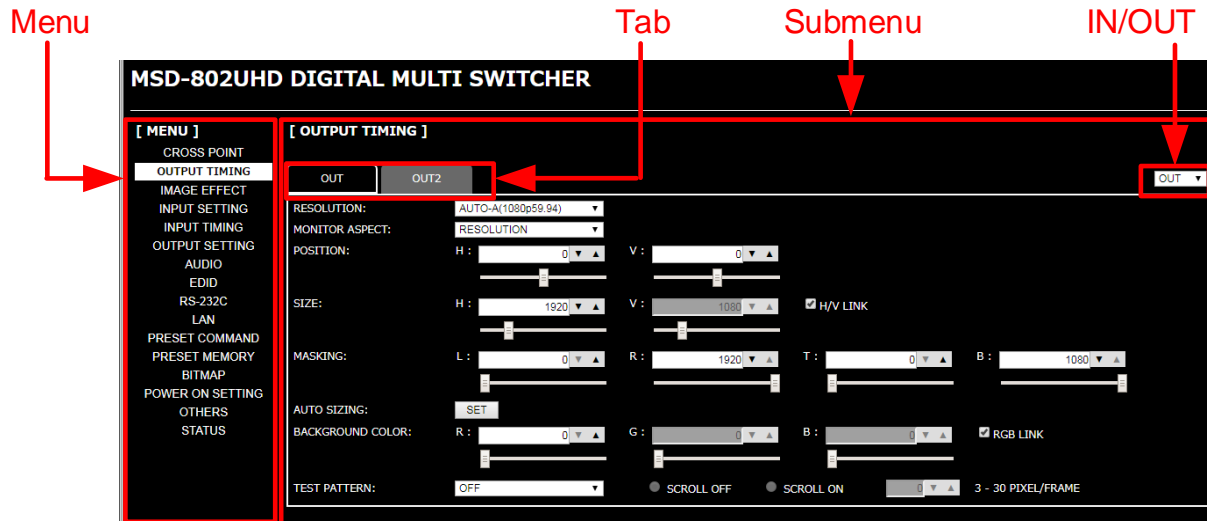 Menu Tab Submenu IN/OUT
MSD-802UHD DIGITAL MULTI SWITCHER
[ MENU ]
CROSS POINT
OUTPUT TIMING
IMAGE EFFECT
INPUT SETTING
INPUT TIMING
OUTPUT SETTING
AUDIO
EDID
RS-232C
LAN
PRESET COMMAND
PRESET MEMORY
BITMAP
POWER ON SETTING
OTHERS
STATUS
[ OUTPUT TIMING ]
OUT OUT2 OUT
RESOLUTION: AUTO-A(1080p59.94)
MONITOR ASPECT: RESOLUTION
POSITION: H : 0 V : 0
SIZE: H : 1920 V : 1080 H/V LINK
MASKING: L : 0 R : 1920 T : 0 B : 1080
AUTO SIZING: SET
BACKGROUND COLOR: R : 0 G : 0 B : 0 RGB LINK
TEST PATTERN: OFF SCROLL OFF SCROLL ON 0 3 - 30 PIXEL/FRAME